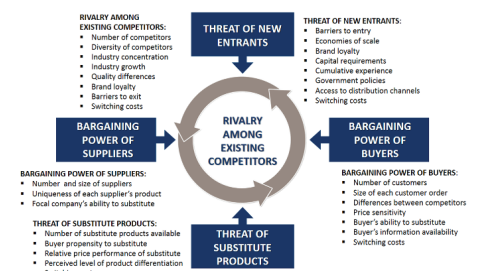 RIVALRY AMONG
EXISTING COMPETITORS:
▪ Number of competitors
▪ Diversity of competitors
▪ Industry concentration
▪ Industry growth
▪ Quality differences
▪ Brand loyalty
▪ Barriers to exit
▪ Switching costs
THREAT OF NEW
ENTRANTS
THREAT OF NEW ENTRANTS:
▪ Barriers to entry
▪ Economies of scale
▪ Brand loyalty
▪ Capital requirements
▪ Cumulative experience
▪ Government policies
▪ Access to distribution channels
▪ Switching costs
BARGAINING
POWER OF
SUPPLIERS
RIVALRY
AMONG
EXISTING
COMPETITORS
BARGAINING
POWER OF
BUYERS
BARGAINING POWER OF SUPPLIERS:
▪ Number and size of suppliers
▪ Uniqueness of each supplier's product
▪ Focal company's ability to substitute
BARGAINING POWER OF BUYERS:
▪ Number of customers
▪ Size of each customer order
▪ Differences between competitors
▪ Price sensitivity
▪ Buyer's ability to substitute
▪ Buyer's information availability
▪ Switching costs
THREAT OF SUBSTITUTE PRODUCTS:
▪ Number of substitute products available
▪ Buyer propensity to substitute
▪ Relative price performance of substitute
▪ Perceived level of product differentiation
THREAT OF
SUBSTITUTE
PRODUCTS